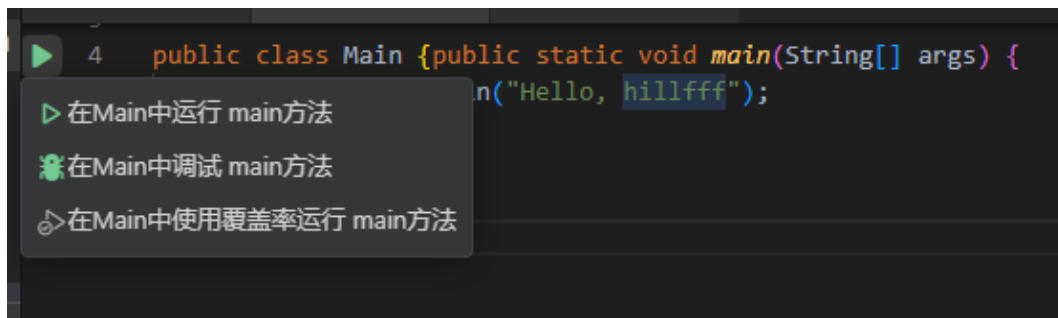 4 public class Main {public static void main(String[] args) {
n("Hello, hillfff");
在Main中运行 main方法
在Main中调试 main方法
在Main中使用覆盖率运行 main方法